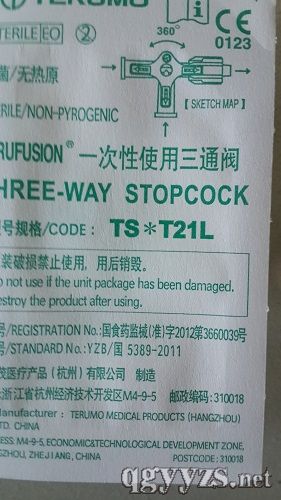 TERUMO
STERILE EO 2 CE
0123
360°
菌/无热原
RILE/NON-PYROGENIC
[ SKETCH MAP ]
RUFUSION® 一次性使用三通阀
HREE-WAY STOPCOCK
号规格/CODE: TS*T21L
装破损禁止使用，用后销毁。
o not use if the unit package has been damaged.
estroy the product after using.
号/REGISTRATION No.:国食药监械(准)字2012第3660039号
号/STANDARD No.:YZB/国 5389-2011
茂医疗产品（杭州）有限公司 制造
:浙江省杭州经济技术开发区M4-9-5 邮政编码:310018
anufacturer : TERUMO MEDICAL PRODUCTS (HANGZHOU)
TD. CHINA
ESS: M4-9-5, ECONOMIC&TECHNOLOGICAL DEVELOPMENT ZONE,
GZHOU, ZHEJIANG, CHINA POSTCODE: 310018
qgyyzs.net